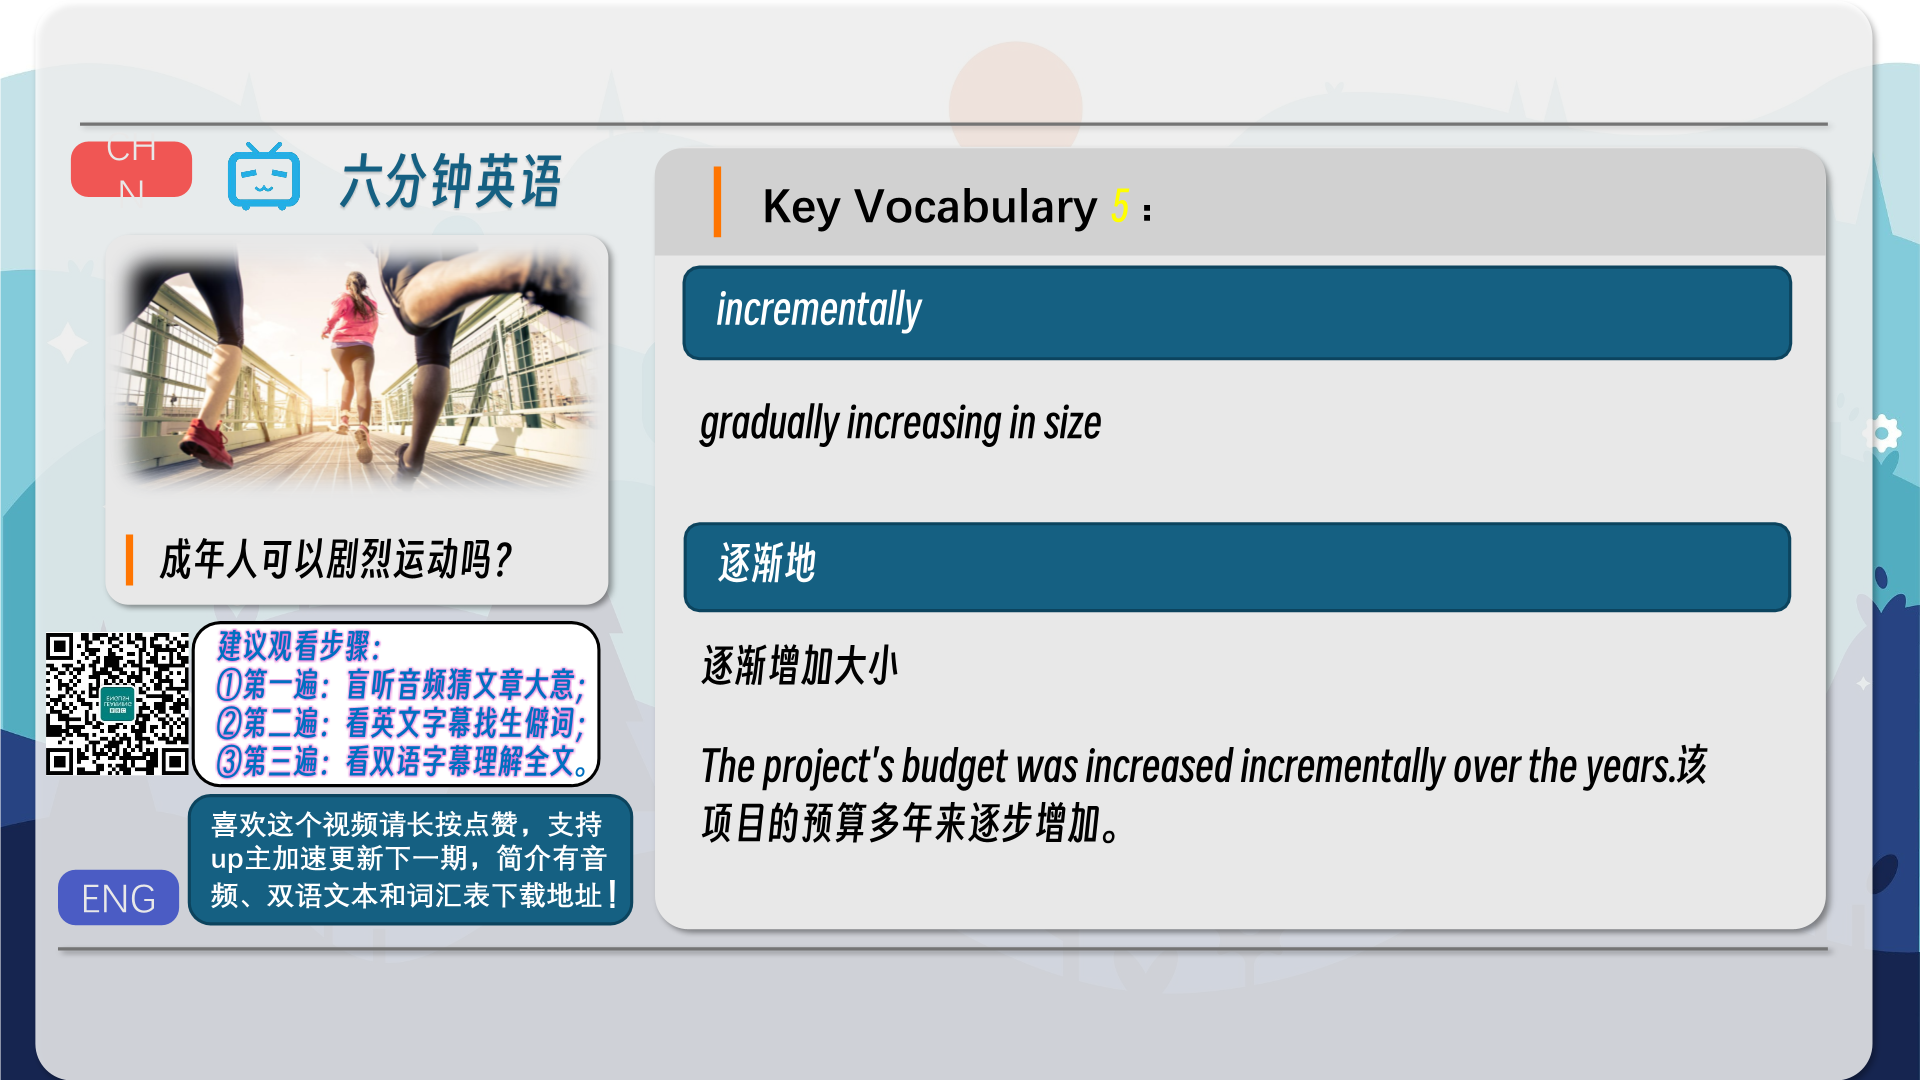 CH
N
六分钟英语
成年人可以剧烈运动吗？
建议观看步骤：
①第一遍：盲听音频猜文章大意；
②第二遍：看英文字幕找生僻词；
③第三遍：看双语字幕理解全文。
喜欢这个视频请长按点赞，支持
up主加速更新下一期，简介有音
频、双语文本和词汇表下载地址！
ENG
Key Vocabulary 5：
incrementally
gradually increasing in size
逐渐地
逐渐增加大小
The project's budget was increased incrementally over the years.该
项目的预算多年来逐步增加。